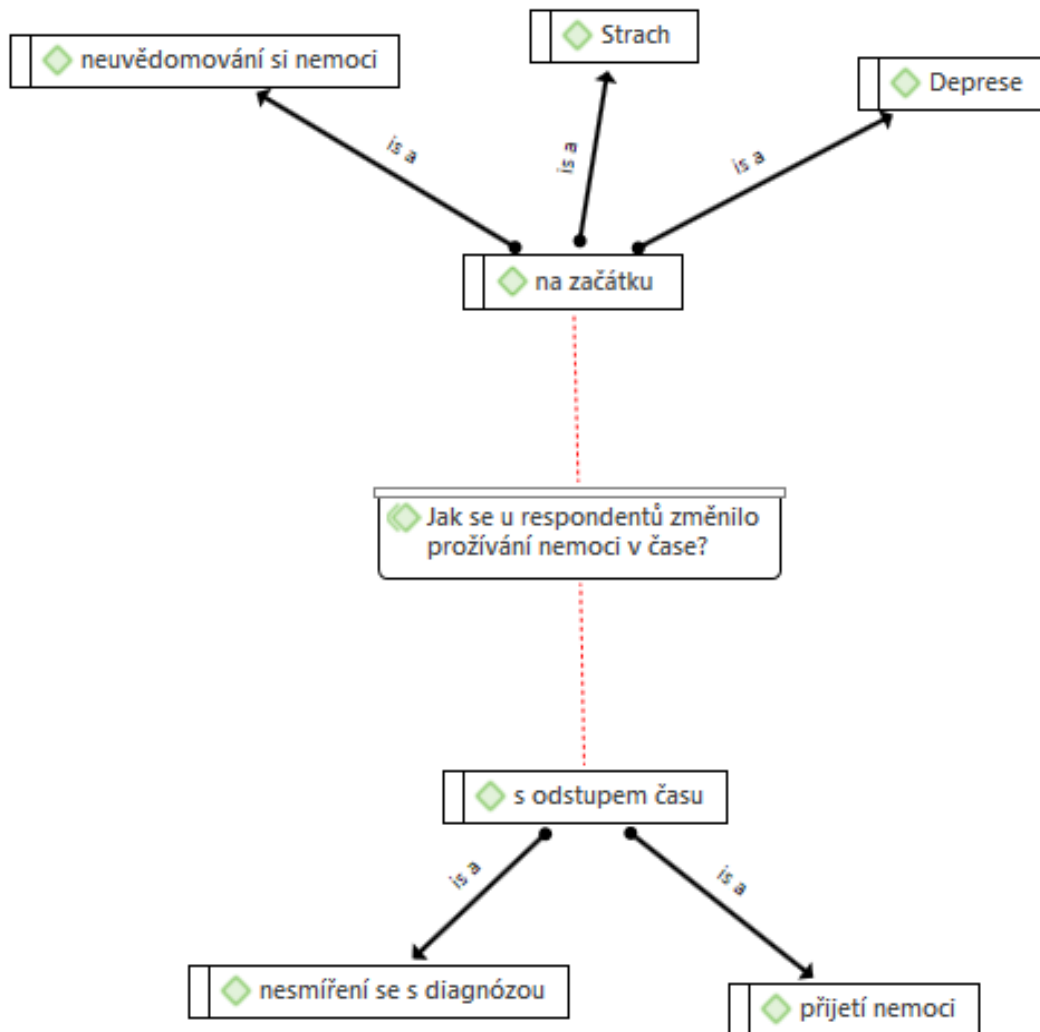 Strach
neuvědomování si nemoci
Deprese
is a
is a
is a
na začátku
Jak se u respondentů změnilo
prožívání nemoci v čase?
s odstupem času
is a
is a
nesmíření se s diagnózou
přijetí nemoci